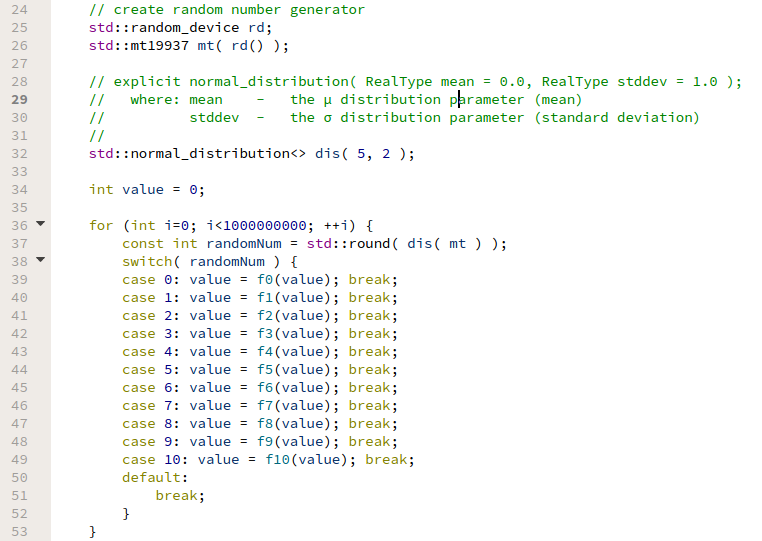 24 // create random number generator
25 std::random_device rd;
26 std::mt19937 mt( rd() );
27
28 // explicit normal_distribution( RealType mean = 0.0, RealType stddev = 1.0 );
29 //   where: mean    -   the μ distribution parameter (mean)
30 //          stddev  -   the σ distribution parameter (standard deviation)
31 //
32 std::normal_distribution<> dis( 5, 2 );
33
34 int value = 0;
35
36 for (int i=0; i<1000000000; ++i) {
37     const int randomNum = std::round( dis( mt ) );
38     switch( randomNum ) {
39     case 0: value = f0(value); break;
40     case 1: value = f1(value); break;
41     case 2: value = f2(value); break;
42     case 3: value = f3(value); break;
43     case 4: value = f4(value); break;
44     case 5: value = f5(value); break;
45     case 6: value = f6(value); break;
46     case 7: value = f7(value); break;
47     case 8: value = f8(value); break;
48     case 9: value = f9(value); break;
49     case 10: value = f10(value); break;
50     default:
51         break;
52     }
53 }